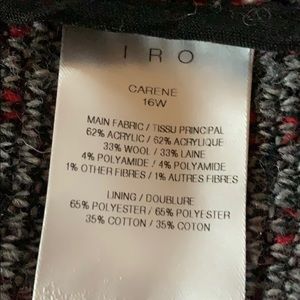 IRO
CARENE
16W
MAIN FABRIC / TISSU PRINCIPAL
62% ACRYLIC / 62% ACRYLIQUE
33% WOOL / 33% LAINE
4% POLYAMIDE / 4% POLYAMIDE
1% OTHER FIBRES / 1% AUTRES FIBRES
LINING / DOUBLURE
65% POLYESTER / 65% POLYESTER
35% COTTON / 35% COTON